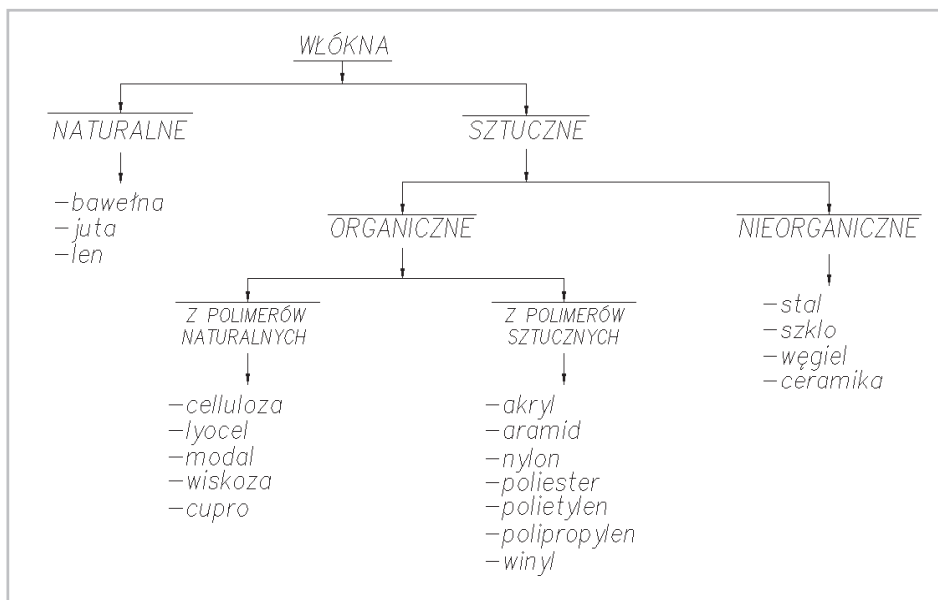 WŁÓKNA
NATURALNE
SZTUCZNE
-bawełna
-juta
-len
ORGANICZNE
NIEORGANICZNE
Z POLIMERÓW
NATURALNYCH
Z POLIMERÓW
SZTUCZNYCH
-stal
-szklo
-węgiel
-ceramika
-celluloza
-lyocel
-modal
-wiskoza
-cupro
-akryl
-aramid
-nylon
-poliester
-polietylen
-polipropylen
-winyl